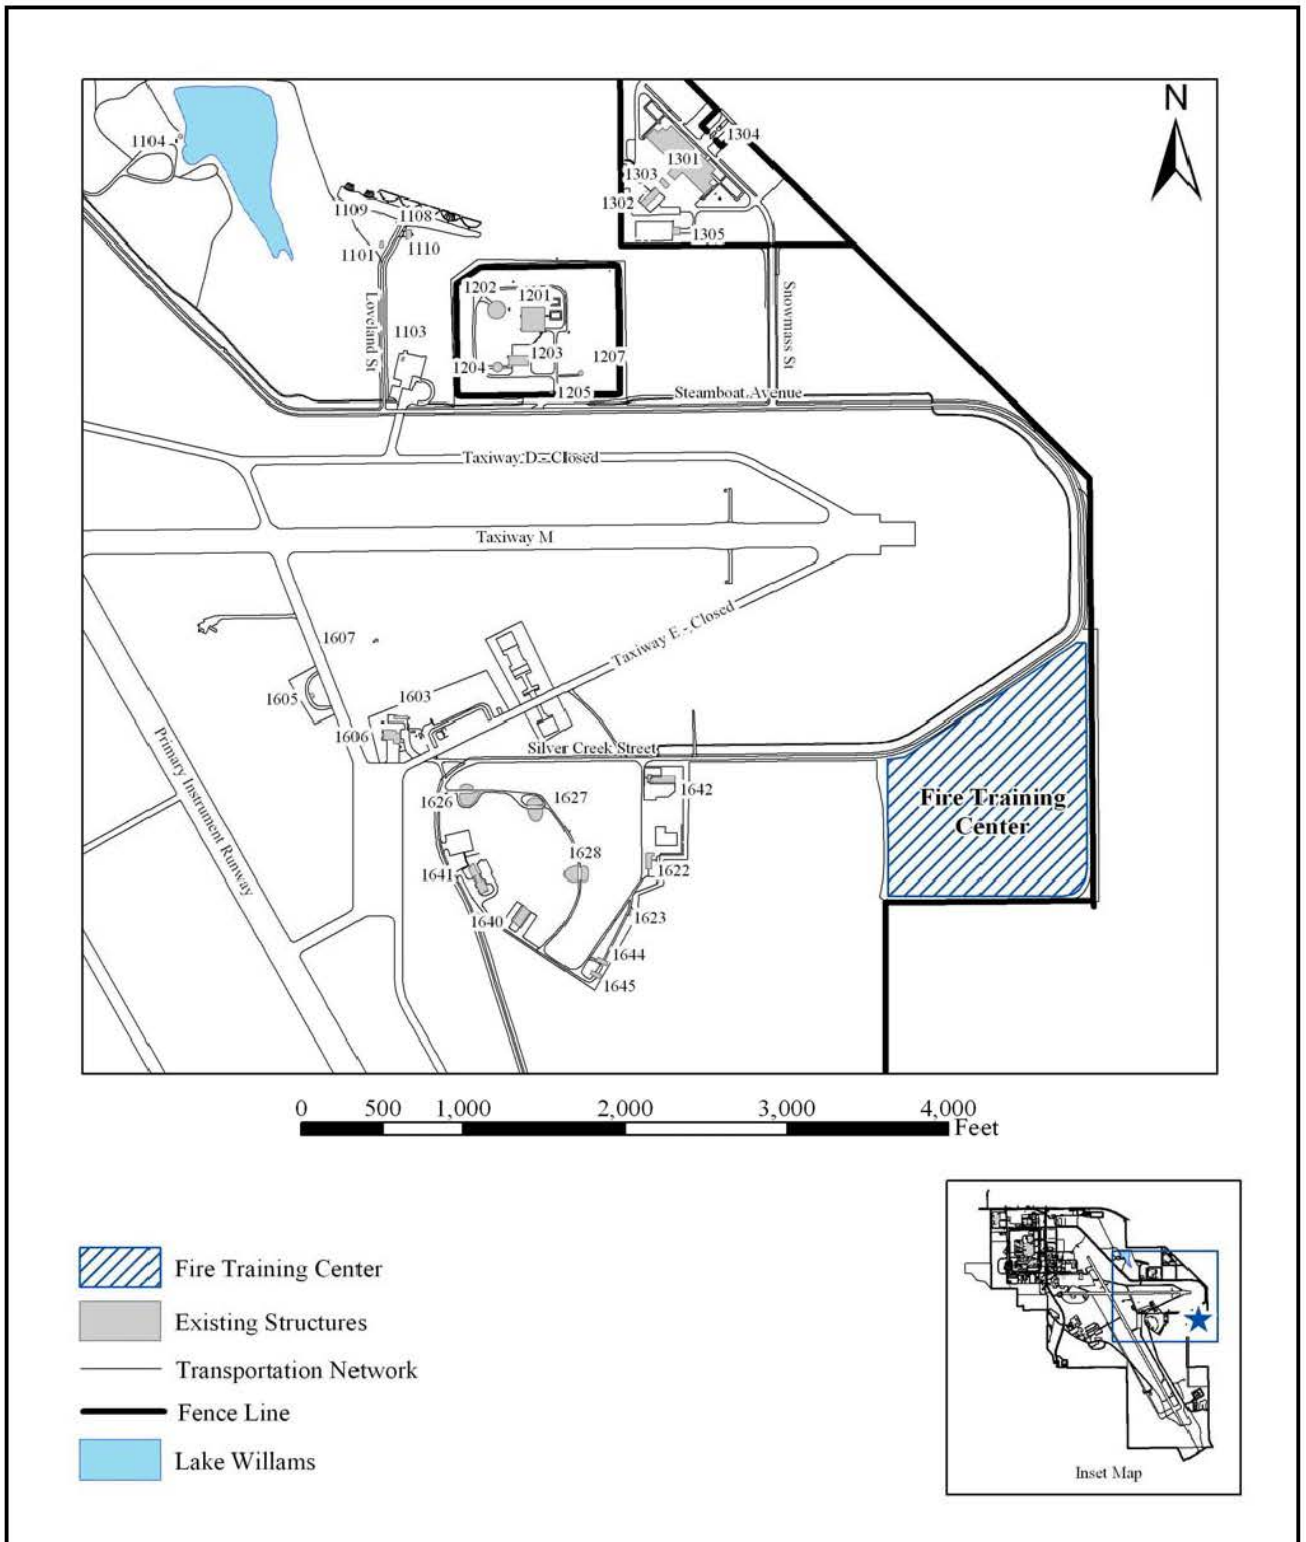 N
1104
1304
1301
1303
1302
1305
1109
1108
1110
1101
Loveland St
1202
1201
Snowmass St
1103
1203
1207
1204
1205
Steamboat Avenue
Taxiway D - Closed
Taxiway M
Taxiway E - Closed
1607
1605
1603
1606
Primary Instrument Runway
Silver Creek Street
1626
1627
1642
Fire Training
Center
1628
1641
1622
1640
1623
1644
1645
0 500 1,000 2,000 3,000 4,000
Feet
Fire Training Center
Existing Structures
Transportation Network
Fence Line
Lake Willams
Inset Map